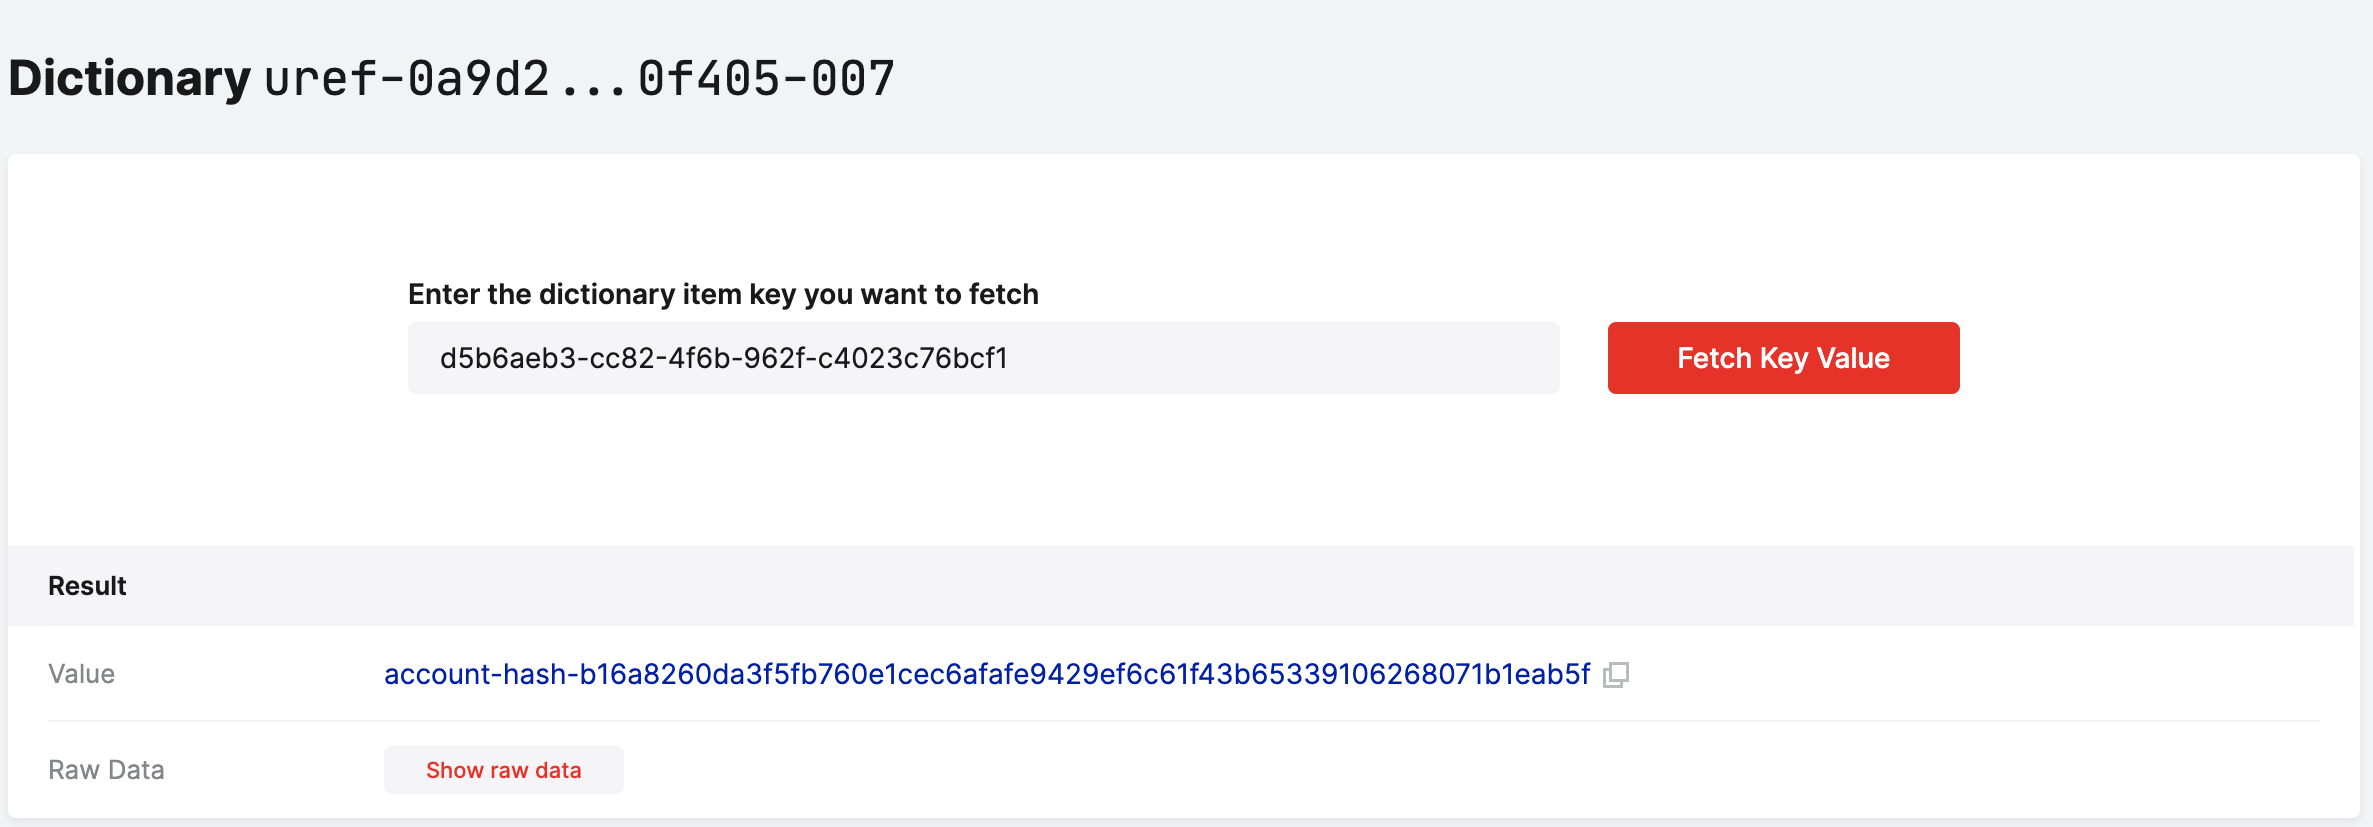 Dictionary uref-0a9d2...0f405-007
Enter the dictionary item key you want to fetch
d5b6aeb3-cc82-4f6b-962f-c4023c76bcf1
Fetch Key Value
Result
Value
account-hash-b16a8260da3f5fb760e1cec6afafe9429ef6c61f43b65339106268071b1eab5f
Raw Data
Show raw data